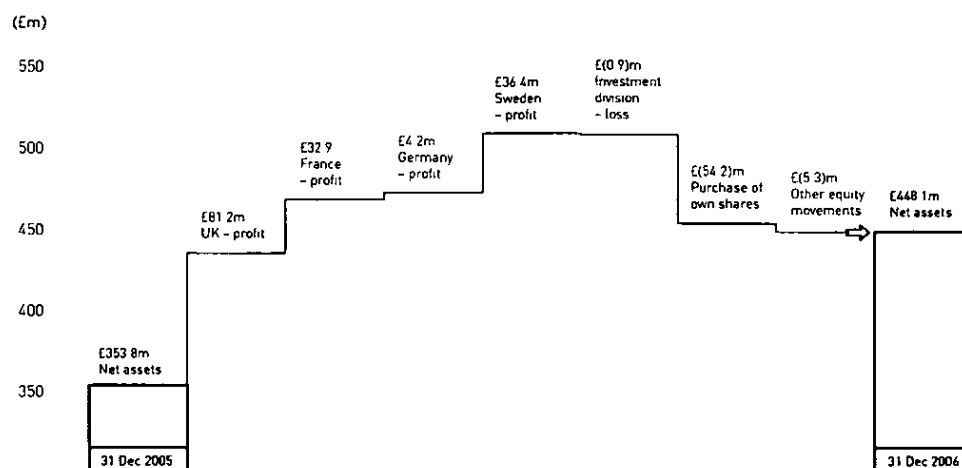 (£m)
550
500
450
400
350
£353 8m
Net assets
31 Dec 2005
£81 2m
UK – profit
£32 9
France
– profit
£4 2m
Germany
– profit
£36 4m
Sweden
– profit
£(0 9)m
Investment
division
– loss
£(54 2)m
Purchase of
own shares
£(5 3)m
Other equity
movements
£448 1m
Net assets
31 Dec 2006